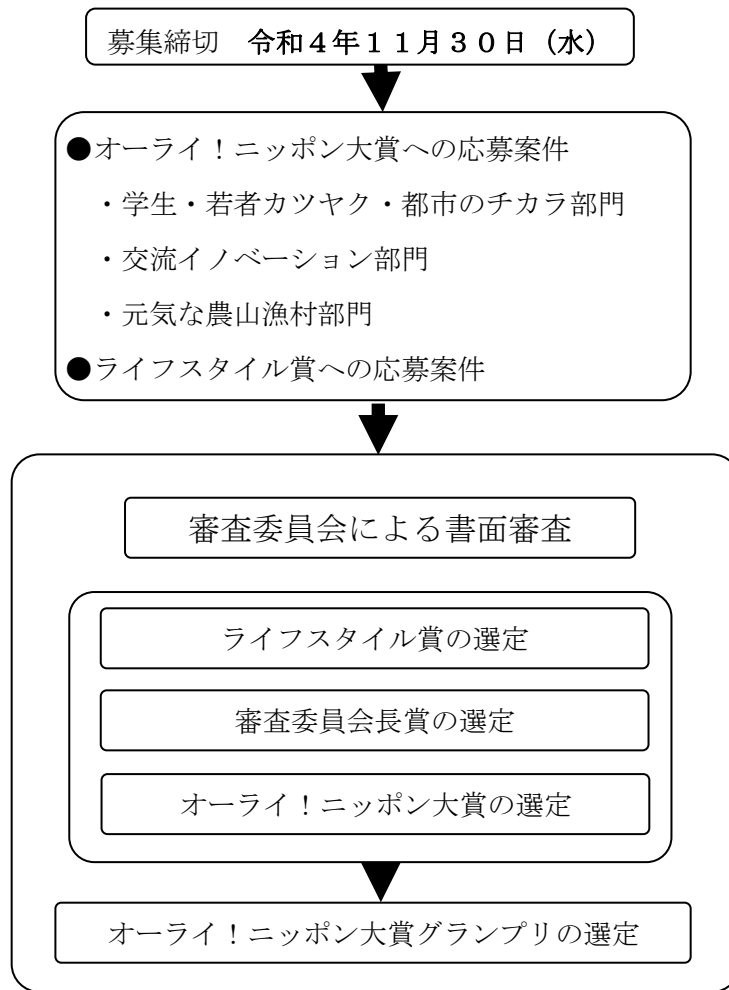 募集締切　令和４年１１月３０日（水）
●オーライ！ニッポン大賞への応募案件
・学生・若者カツヤク・都市のチカラ部門
・交流イノベーション部門
・元気な農山漁村部門
●ライフスタイル賞への応募案件
審査委員会による書面審査
ライフスタイル賞の選定
審査委員会長賞の選定
オーライ！ニッポン大賞の選定
オーライ！ニッポン大賞グランプリの選定